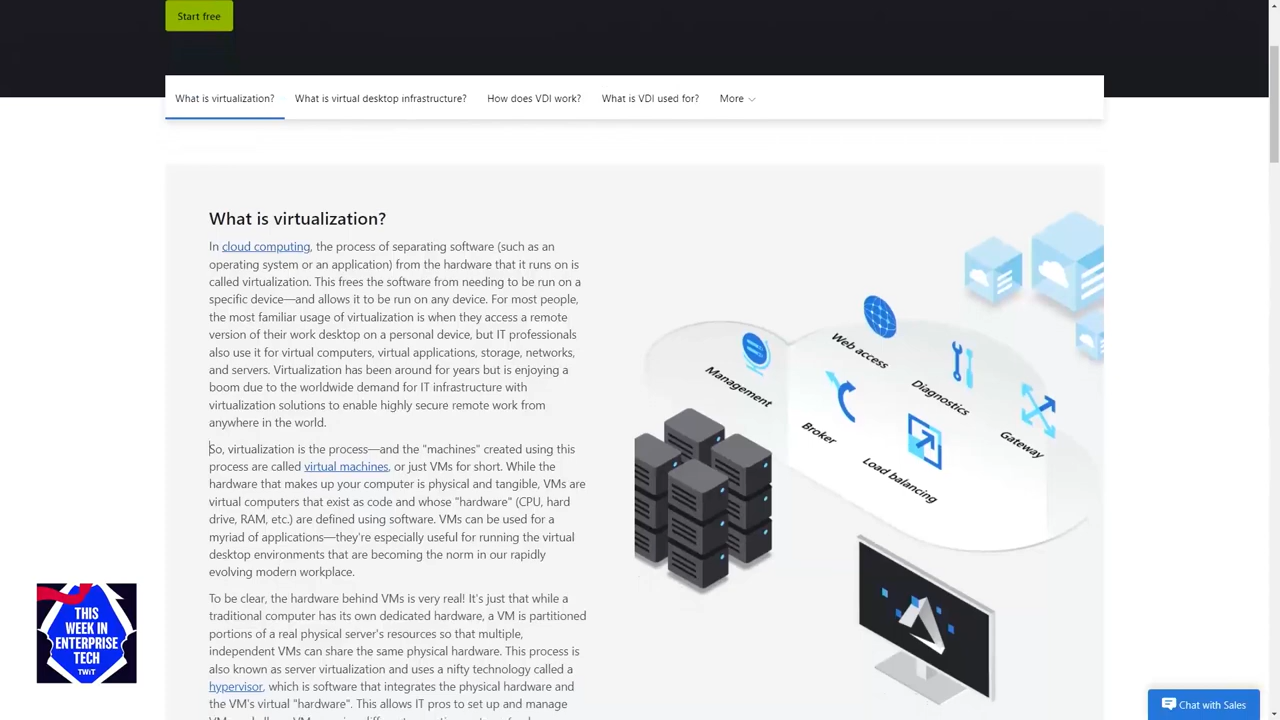 Start free
What is virtualization?
What is virtual desktop infrastructure?
How does VDI work?
What is VDI used for?
More
What is virtualization?
In cloud computing, the process of separating software (such as an
operating system or an application) from the hardware that it runs on is
called virtualization. This frees the software from needing to be run on a
specific device—and allows it to be run on any device. For most people,
the most familiar usage of virtualization is when they access a remote
version of their work desktop on a personal device, but IT professionals
also use it for virtual computers, virtual applications, storage, networks,
and servers. Virtualization has been around for years but is enjoying a
boom due to the worldwide demand for IT infrastructure with
virtualization solutions to enable highly secure remote work from
anywhere in the world.
So, virtualization is the process—and the "machines" created using this
process are called virtual machines, or just VMs for short. While the
hardware that makes up your computer is physical and tangible, VMs are
virtual computers that exist as code and whose "hardware" (CPU, hard
drive, RAM, etc.) are defined using software. VMs can be used for a
myriad of applications—they're especially useful for running the virtual
desktop environments that are becoming the norm in our rapidly
evolving modern workplace.
To be clear, the hardware behind VMs is very real! It's just that while a
traditional computer has its own dedicated hardware, a VM is partitioned
portions of a real physical server's resources so that multiple,
independent VMs can share the same physical hardware. This process is
also known as server virtualization and uses a nifty technology called a
hypervisor, which is software that integrates the physical hardware and
the VM's virtual "hardware". This allows IT pros to set up and manage
Management
Web access
Diagnostics
Broker
Gateway
Load balancing
THIS
WEEK IN
ENTERPRISE
TECH
TWiT
Chat with Sales